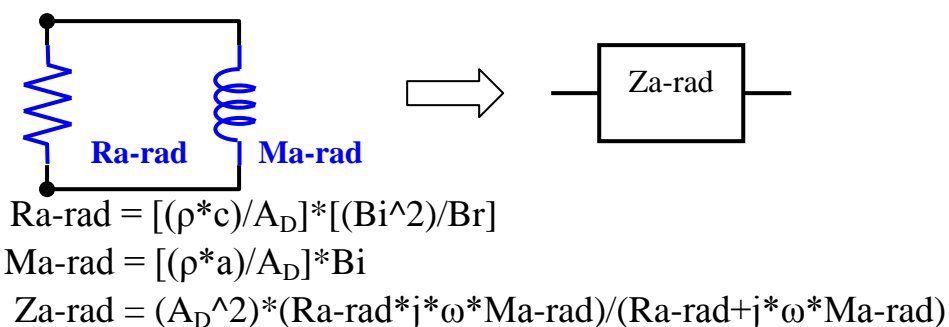 Za-rad
Ra-rad Ma-rad
Ra-rad = [(ρ*c)/A_D]*[(Bi^2)/Br]
Ma-rad = [(ρ*a)/A_D]*Bi
Za-rad = (A_D^2)*(Ra-rad*j*ω*Ma-rad)/(Ra-rad+j*ω*Ma-rad)